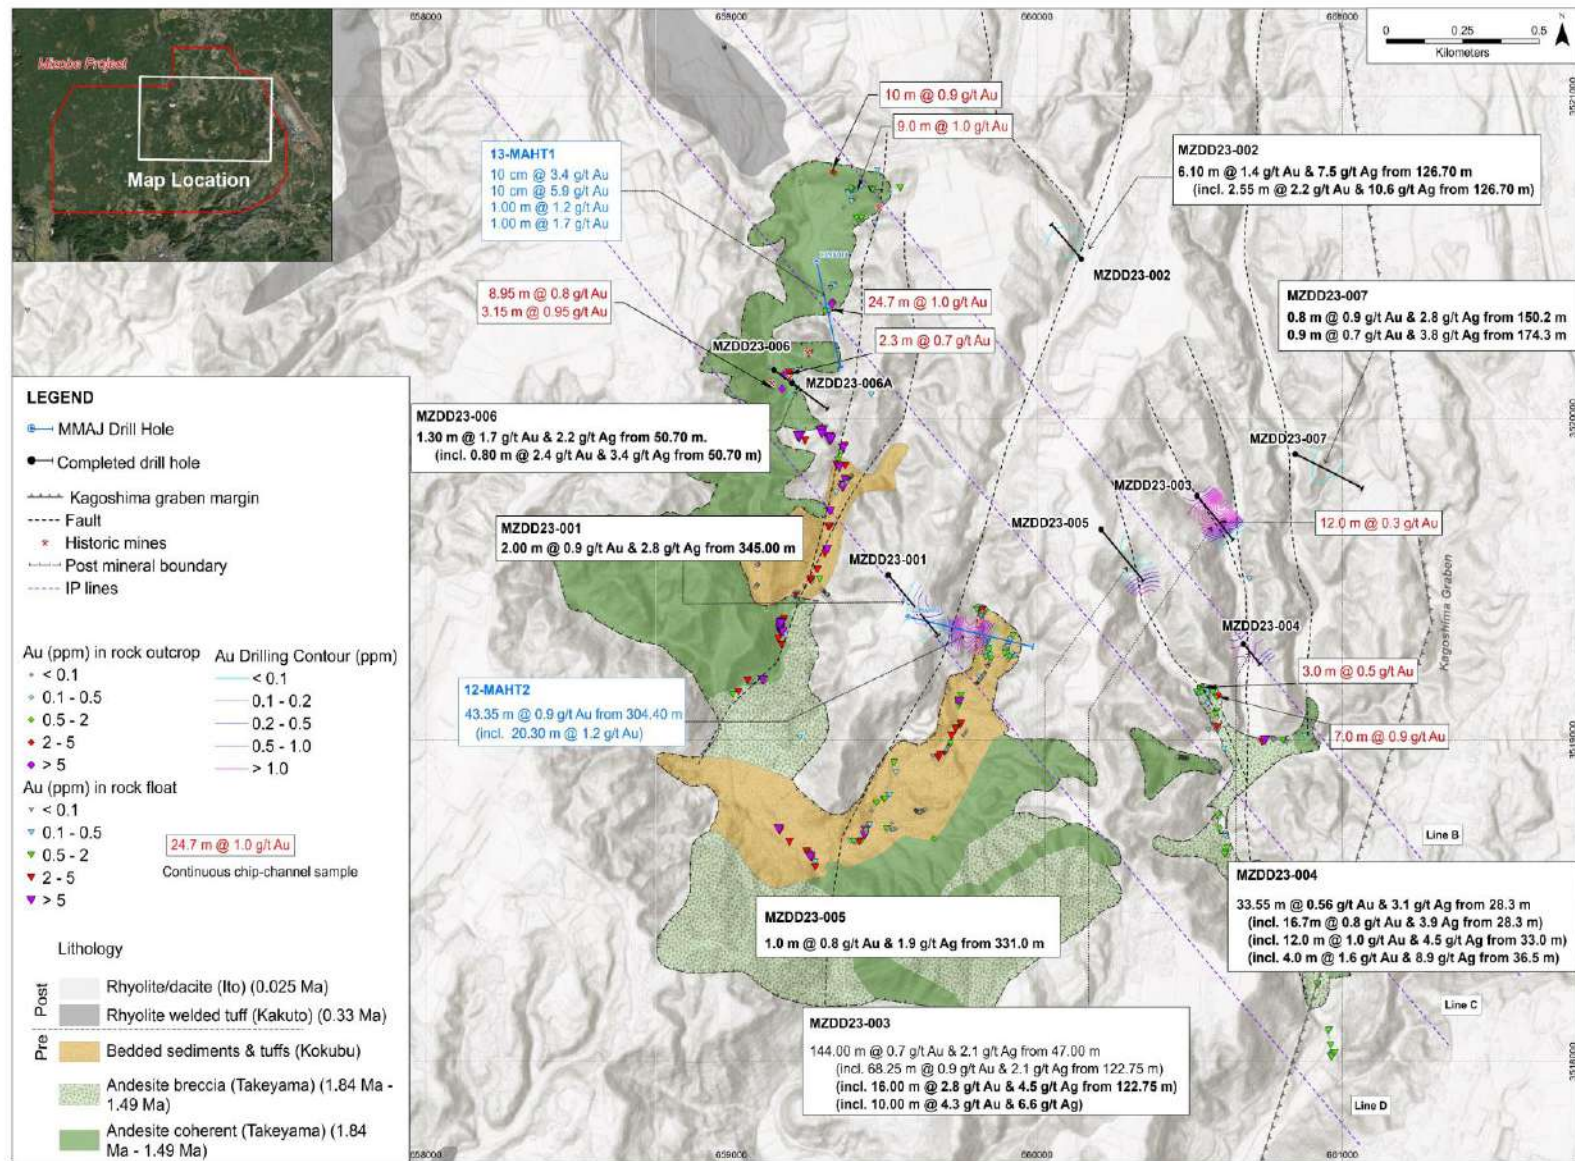 658000
659000
660000
668000
Mizobe Project
Map Location
0 0.25 0.5
Kilometers
N
3521000
10 m @ 0.9 g/t Au
9.0 m @ 1.0 g/t Au
13-MAHT1
10 cm @ 3.4 g/t Au
10 cm @ 5.9 g/t Au
1.00 m @ 1.2 g/t Au
1.00 m @ 1.7 g/t Au
MZDD23-002
6.10 m @ 1.4 g/t Au & 7.5 g/t Ag from 126.70 m
(incl. 2.55 m @ 2.2 g/t Au & 10.6 g/t Ag from 126.70 m)
MZDD23-002
8.95 m @ 0.8 g/t Au
3.15 m @ 0.95 g/t Au
24.7 m @ 1.0 g/t Au
2.3 m @ 0.7 g/t Au
MZDD23-007
0.8 m @ 0.9 g/t Au & 2.8 g/t Ag from 150.2 m
0.9 m @ 0.7 g/t Au & 3.8 g/t Ag from 174.3 m
MZDD23-006
MZDD23-006A
3520000
MZDD23-006
1.30 m @ 1.7 g/t Au & 2.2 g/t Ag from 50.70 m.
(incl. 0.80 m @ 2.4 g/t Au & 3.4 g/t Ag from 50.70 m)
MZDD23-007
MZDD23-003
MZDD23-005
12.0 m @ 0.3 g/t Au
MZDD23-001
2.00 m @ 0.9 g/t Au & 2.8 g/t Ag from 345.00 m
MZDD23-001
MZDD23-004
Kagoshima Graben
3.0 m @ 0.5 g/t Au
12-MAHT2
43.35 m @ 0.9 g/t Au from 304.40 m
(incl. 20.30 m @ 1.2 g/t Au)
7.0 m @ 0.9 g/t Au
3519000
Line B
MZDD23-005
1.0 m @ 0.8 g/t Au & 1.9 g/t Ag from 331.0 m
MZDD23-004
33.55 m @ 0.56 g/t Au & 3.1 g/t Ag from 28.3 m
(incl. 16.7m @ 0.8 g/t Au & 3.9 Ag from 28.3 m)
(incl. 12.0 m @ 1.0 g/t Au & 4.5 g/t Ag from 33.0 m)
(incl. 4.0 m @ 1.6 g/t Au & 8.9 g/t Ag from 36.5 m)
Line C
MZDD23-003
144.00 m @ 0.7 g/t Au & 2.1 g/t Ag from 47.00 m
(incl. 68.25 m @ 0.9 g/t Au & 2.1 g/t Ag from 122.75 m)
(incl. 16.00 m @ 2.8 g/t Au & 4.5 g/t Ag from 122.75 m)
(incl. 10.00 m @ 4.3 g/t Au & 6.6 g/t Ag)
3518000
Line D
LEGEND
MMAJ Drill Hole
Completed drill hole
Kagoshima graben margin
Fault
Historic mines
Post mineral boundary
IP lines
Au (ppm) in rock outcrop
< 0.1
0.1 - 0.5
0.5 - 2
2 - 5
> 5
Au Drilling Contour (ppm)
< 0.1
0.1 - 0.2
0.2 - 0.5
0.5 - 1.0
> 1.0
Au (ppm) in rock float
< 0.1
0.1 - 0.5
0.5 - 2
2 - 5
> 5
24.7 m @ 1.0 g/t Au
Continuous chip-channel sample
Lithology
Post
Rhyolite/dacite (Ito) (0.025 Ma)
Rhyolite welded tuff (Kakuto) (0.33 Ma)
Pre
Bedded sediments & tuffs (Kokubu)
Andesite breccia (Takeyama) (1.84 Ma -
1.49 Ma)
Andesite coherent (Takeyama) (1.84
Ma - 1.49 Ma)
658000
659000
660000
661000